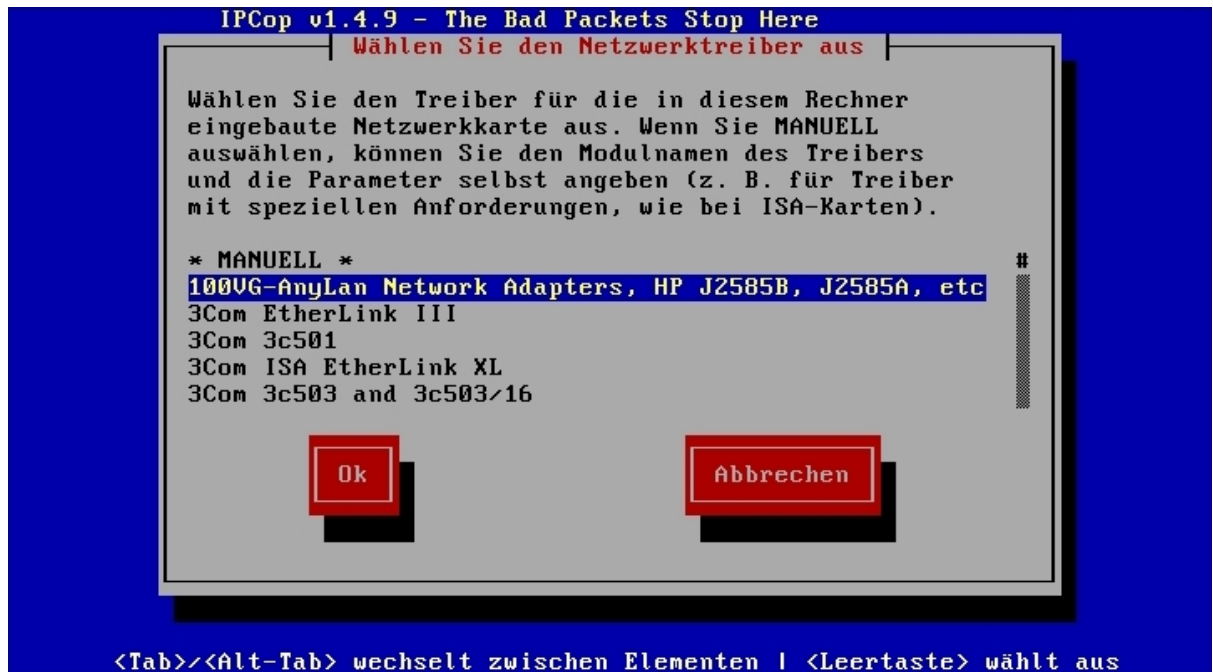 IPCop v1.4.9 - The Bad Packets Stop Here
Wählen Sie den Netzwerktreiber aus
Wählen Sie den Treiber für die in diesem Rechner
eingebaute Netzwerkkarte aus. Wenn Sie MANUELL
auswählen, können Sie den Modulnamen des Treibers
und die Parameter selbst angeben (z. B. für Treiber
mit speziellen Anforderungen, wie bei ISA-Karten).
* MANUELL * #
100VG-AnyLan Network Adapters, HP J2585B, J2585A, etc
3Com EtherLink III
3Com 3c501
3Com ISA EtherLink XL
3Com 3c503 and 3c503/16
Ok Abbrechen
<Tab>/<Alt-Tab> wechselt zwischen Elementen | <Leertaste> wählt aus